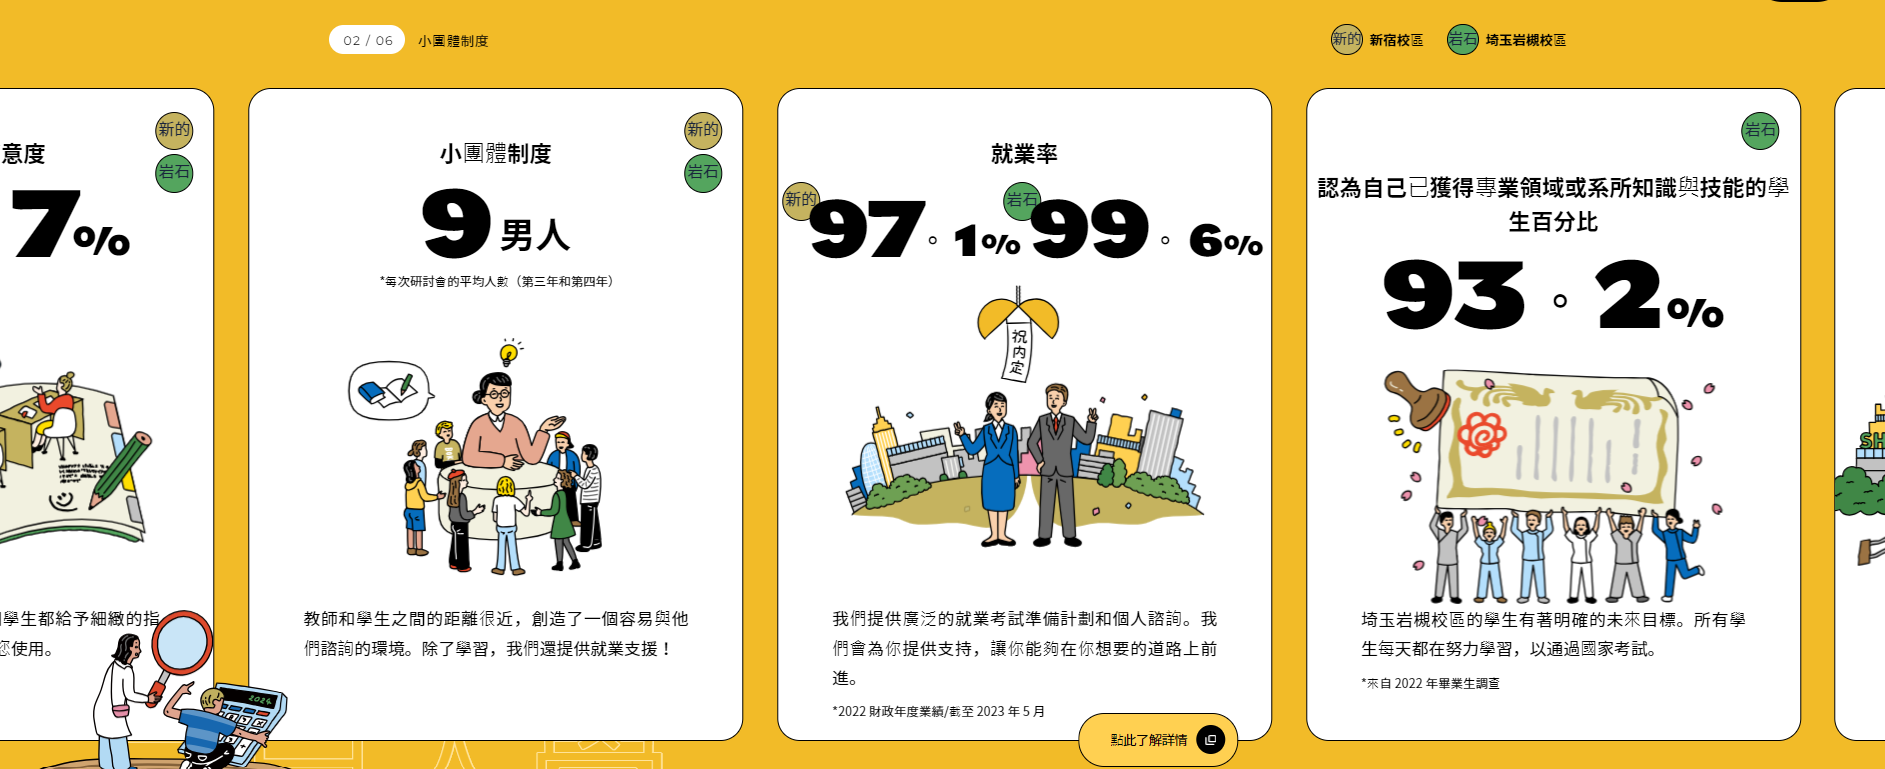 02 / 06 小團體制度
新的 新宿校區 岩石 埼玉岩槻校區
意度
新的
岩石
7%
學生都給予細緻的指
您使用。
小團體制度
新的
岩石
9 男人
*每次研討會的平均人數（第三年和第四年）
教師和學生之間的距離很近，創造了一個容易與他
們諮詢的環境。除了學習，我們還提供就業支援！
就業率
新的 97。1% 岩石 99。6%
祝内定
我們提供廣泛的就業考試準備計劃和個人諮詢。我
們會為你提供支持，讓你能夠在你想要的道路上前
進。
*2022 財政年度業績/截至 2023 年 5 月
點此了解詳情
岩石
認為自己已獲得專業領域或系所知識與技能的學
生百分比
93。2%
埼玉岩槻校區的學生有著明確的未來目標。所有學
生每天都在努力學習，以通過國家考試。
*來自 2022 年畢業生調查
SH
2024